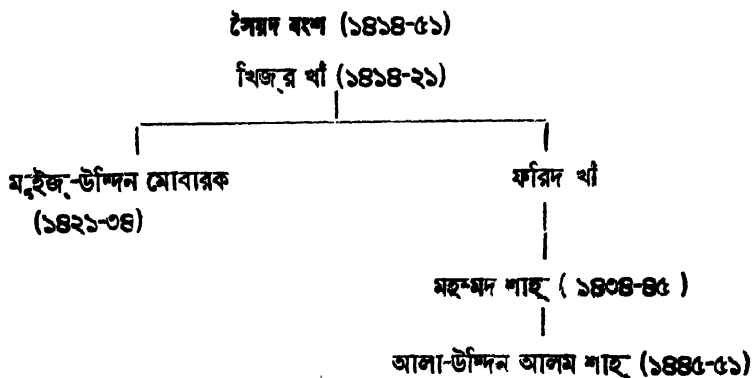 সৈয়দ বংশ (১৪১৪-৫১)
খিজ্‌র খাঁ (১৪১৪-২১)
মুইজ্‌-উদ্দিন মোবারক
(১৪২১-৩৪)
ফরিদ খাঁ
মহম্মদ শাহ্‌ ( ১৪৩৪-৪৫ )
আলা-উদ্দিন আলম শাহ্‌ (১৪৪৫-৫১)